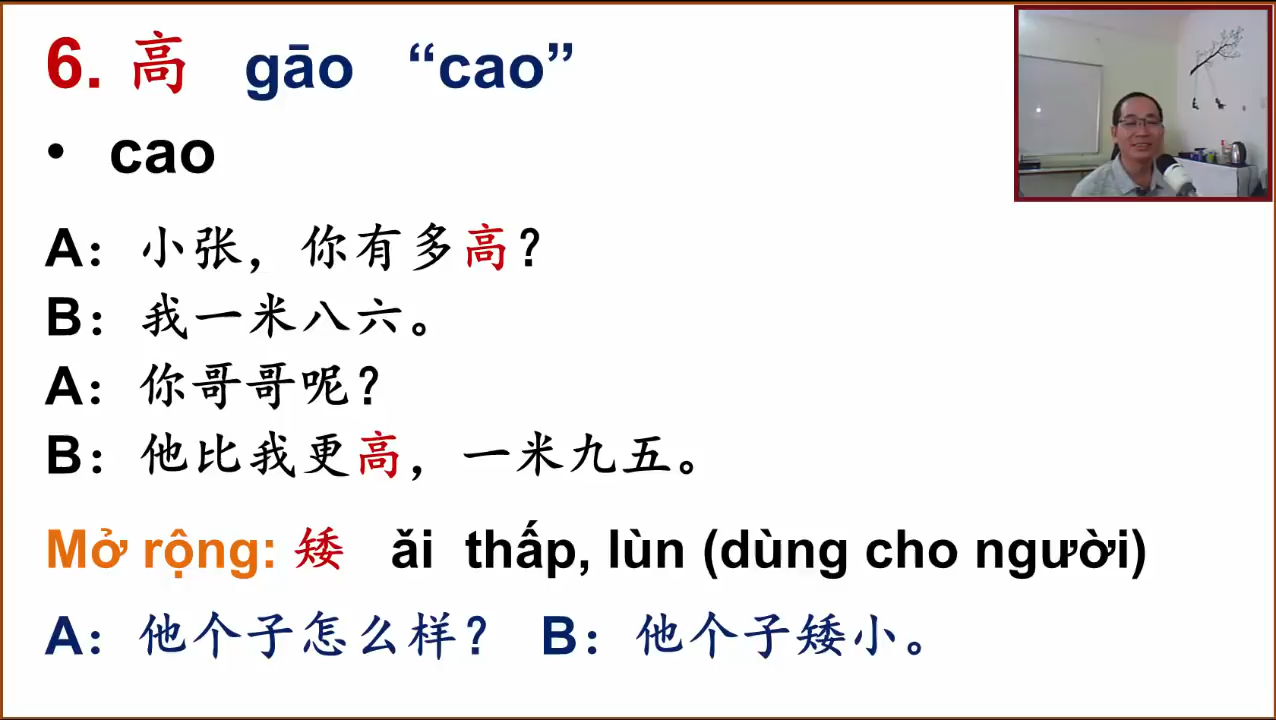 6. 高 gāo “cao”
• cao
A：小张，你有多高？
B：我一米八六。
A：你哥哥呢？
B：他比我更高，一米九五。
Mở rộng: 矮 ǎi thấp, lùn (dùng cho người)
A：他个子怎么样？ B：他个子矮小。